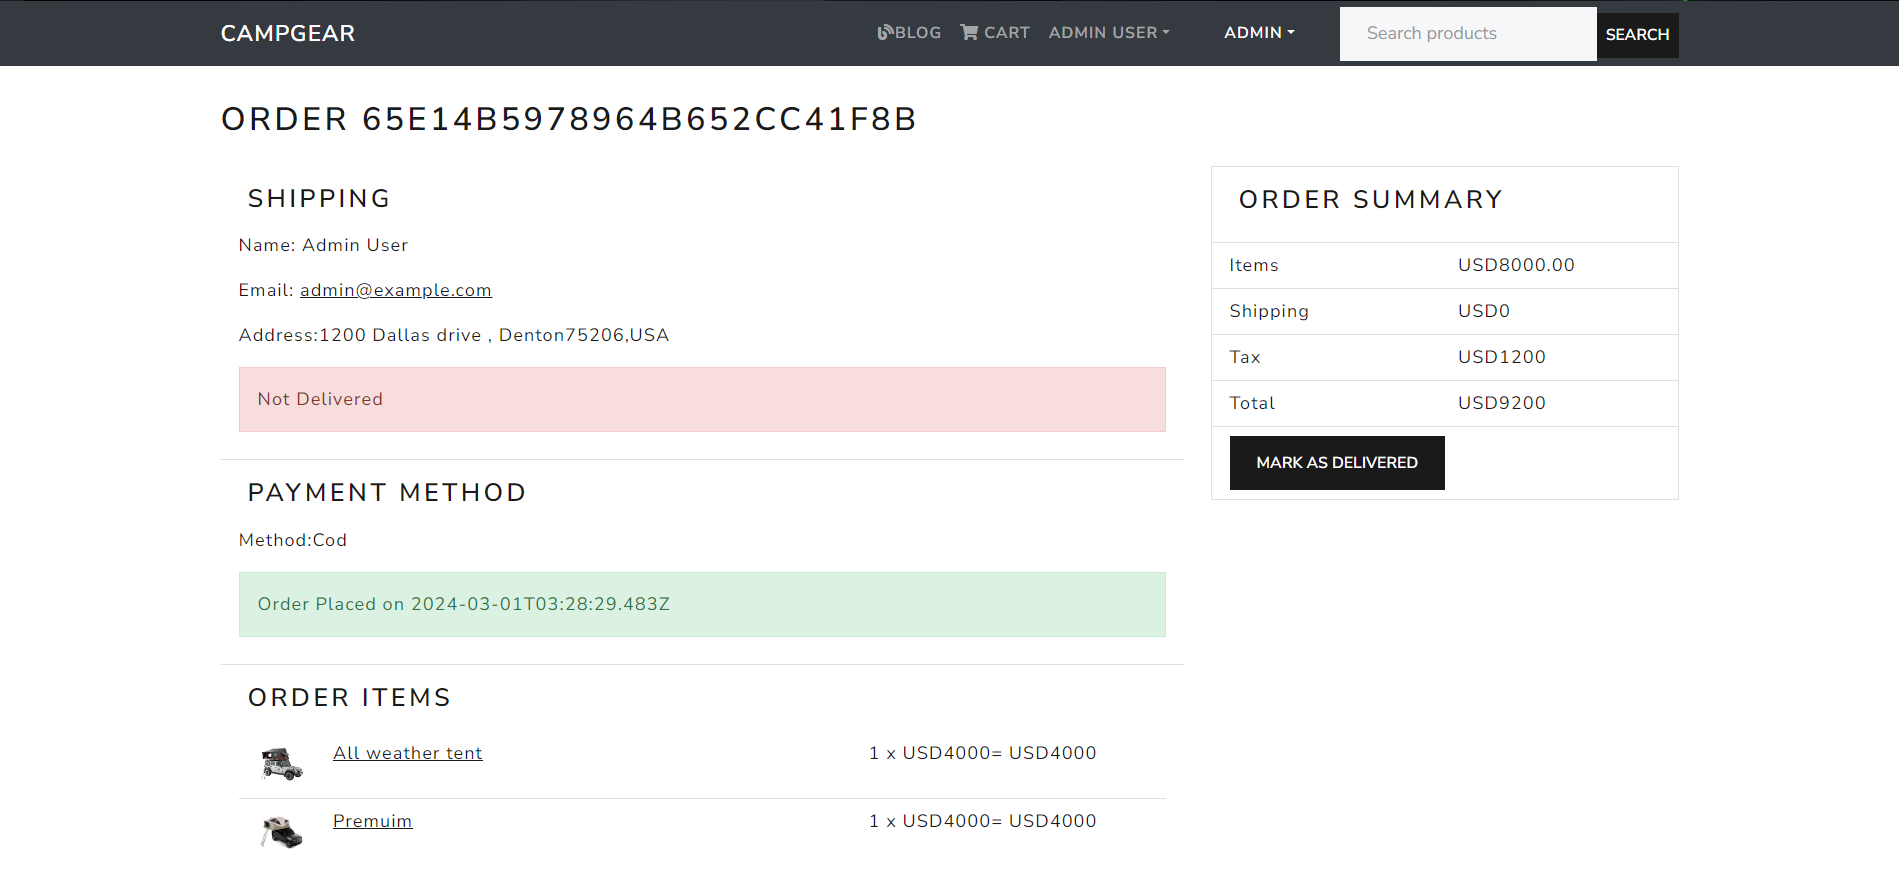 CAMPGEAR
BLOG CART ADMIN USER ADMIN Search products SEARCH
ORDER 65E14B5978964B652CC41F8B
SHIPPING
Name: Admin User
Email: admin@example.com
Address:1200 Dallas drive , Denton75206,USA
Not Delivered
PAYMENT METHOD
Method:Cod
Order Placed on 2024-03-01T03:28:29.483Z
ORDER ITEMS
All weather tent 1 x USD4000= USD4000
Premuim 1 x USD4000= USD4000
ORDER SUMMARY
Items USD8000.00
Shipping USD0
Tax USD1200
Total USD9200
MARK AS DELIVERED